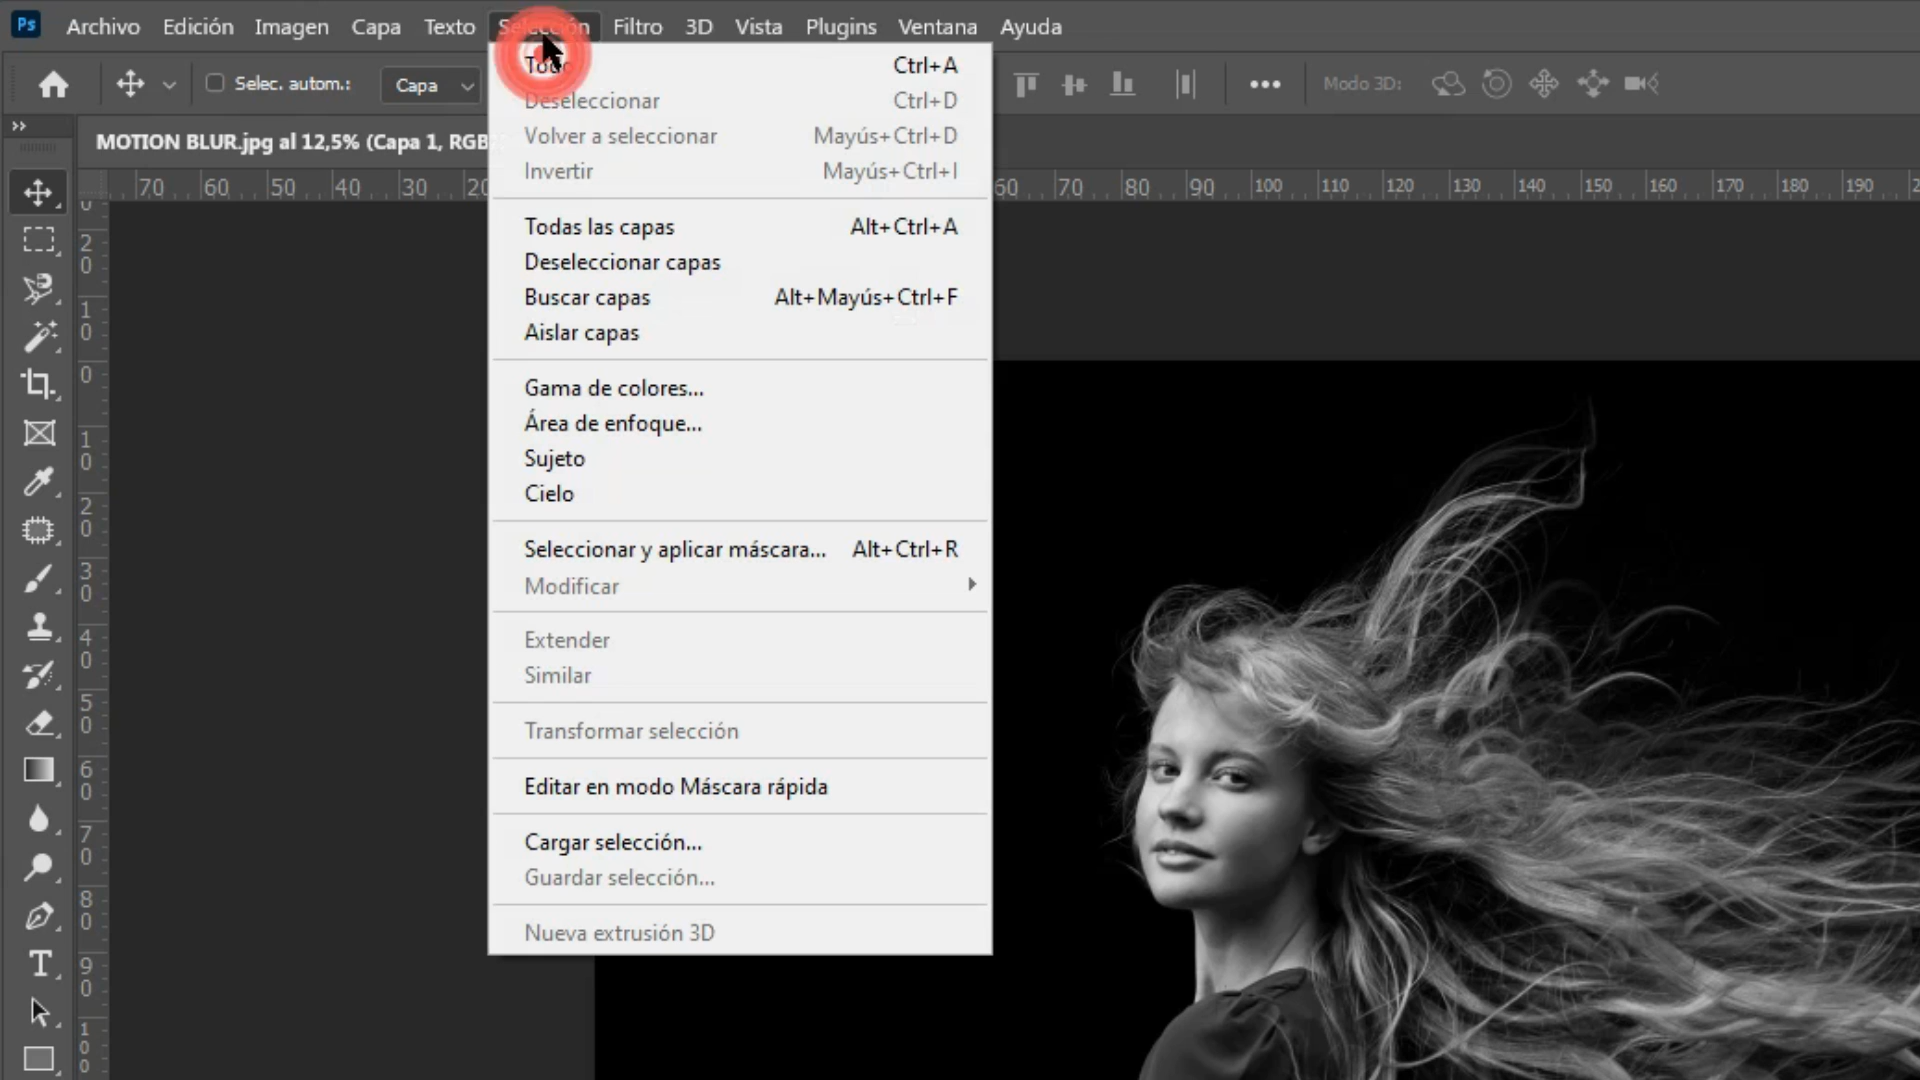 Ps Archivo Edición Imagen Capa Texto Selección Filtro 3D Vista Plugins Ventana Ayuda
Selec. autom.: Capa Modo 3D:
MOTION BLUR.jpg al 12,5% (Capa 1, RGB
70 60 50 40 30 20 60 70 80 90 100 110 120 130 140 150 160 170 180 190
Todo Ctrl+A
Deseleccionar Ctrl+D
Volver a seleccionar Mayús+Ctrl+D
Invertir Mayús+Ctrl+I
Todas las capas Alt+Ctrl+A
Deseleccionar capas
Buscar capas Alt+Mayús+Ctrl+F
Aislar capas
Gama de colores...
Área de enfoque...
Sujeto
Cielo
Seleccionar y aplicar máscara... Alt+Ctrl+R
Modificar
Extender
Similar
Transformar selección
Editar en modo Máscara rápida
Cargar selección...
Guardar selección...
Nueva extrusión 3D
20
10
0
10
20
30
40
50
60
70
80
90
100